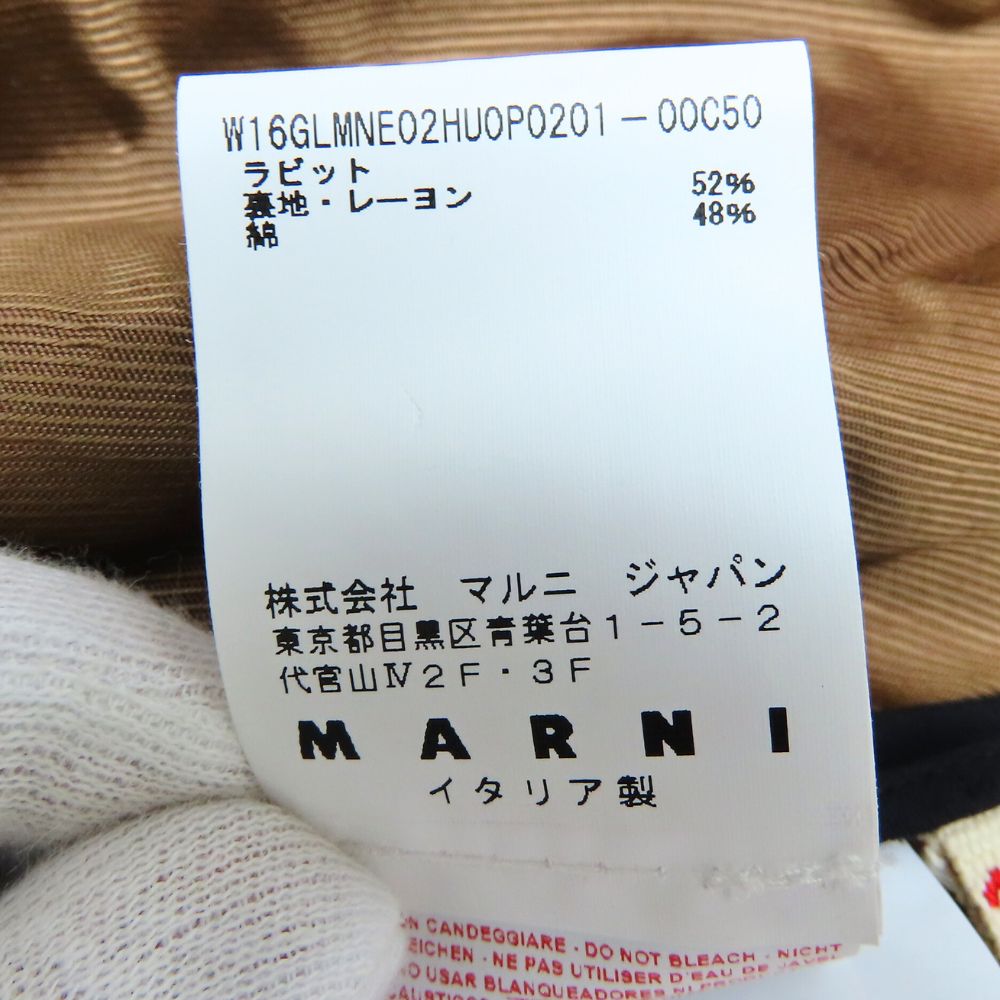 W16GLMNE02HU0P0201-00C50
ラビット
裏地・レーヨン 52%
綿 48%
株式会社 マルニ ジャパン
東京都目黒区青葉台1-5-2
代官山Ⅳ2F・3F
MARNI
イタリア製
CANDEGGIARE - DO NOT BLEACH - NICHT
- NE PAS UTILISER D'EAU DE JAVEL
USAR BLANQUEADORES